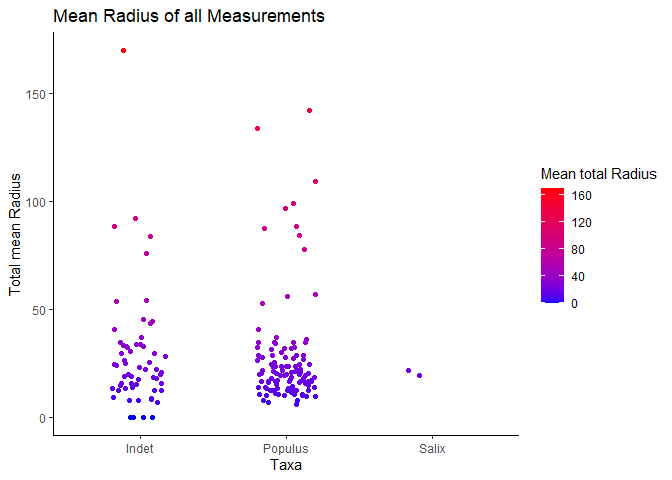 Mean Radius of all Measurements
Total mean Radius
150
100
50
0
Indet Populus Salix
Taxa
Mean total Radius
160
120
80
40
0